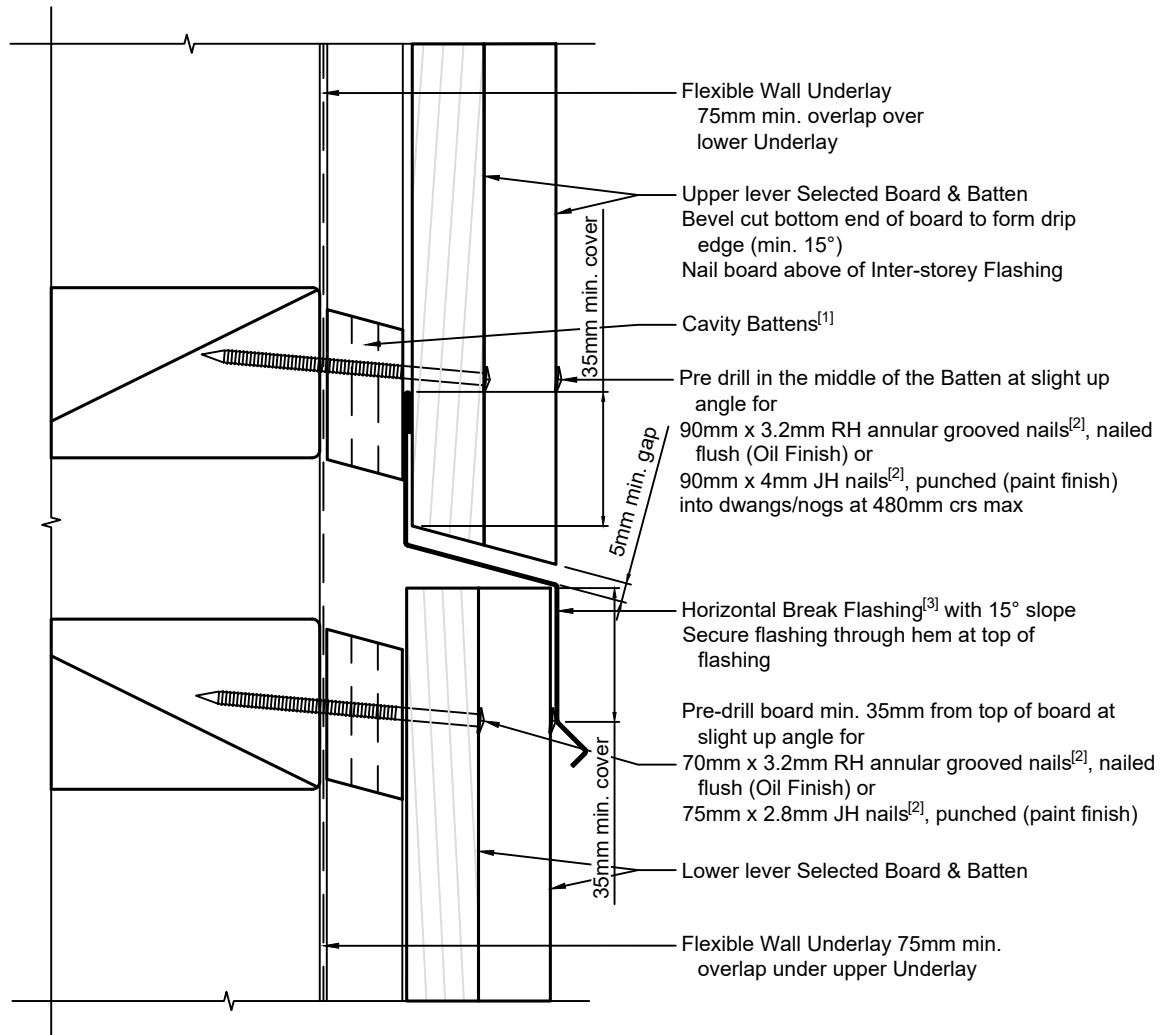 Flexible Wall Underlay
75mm min. overlap over
lower Underlay
Upper lever Selected Board & Batten
Bevel cut bottom end of board to form drip
edge (min. 15°)
Nail board above of Inter-storey Flashing
35mm min. cover
Cavity Battens[1]
Pre drill in the middle of the Batten at slight up
angle for
90mm x 3.2mm RH annular grooved nails[2], nailed
flush (Oil Finish) or
90mm x 4mm JH nails[2], punched (paint finish)
into dwangs/nogs at 480mm crs max
5mm min. gap
Horizontal Break Flashing[3] with 15° slope
Secure flashing through hem at top of
flashing
Pre-drill board min. 35mm from top of board at
slight up angle for
70mm x 3.2mm RH annular grooved nails[2], nailed
flush (Oil Finish) or
75mm x 2.8mm JH nails[2], punched (paint finish)
35mm min. cover
Lower lever Selected Board & Batten
Flexible Wall Underlay 75mm min.
overlap under upper Underlay